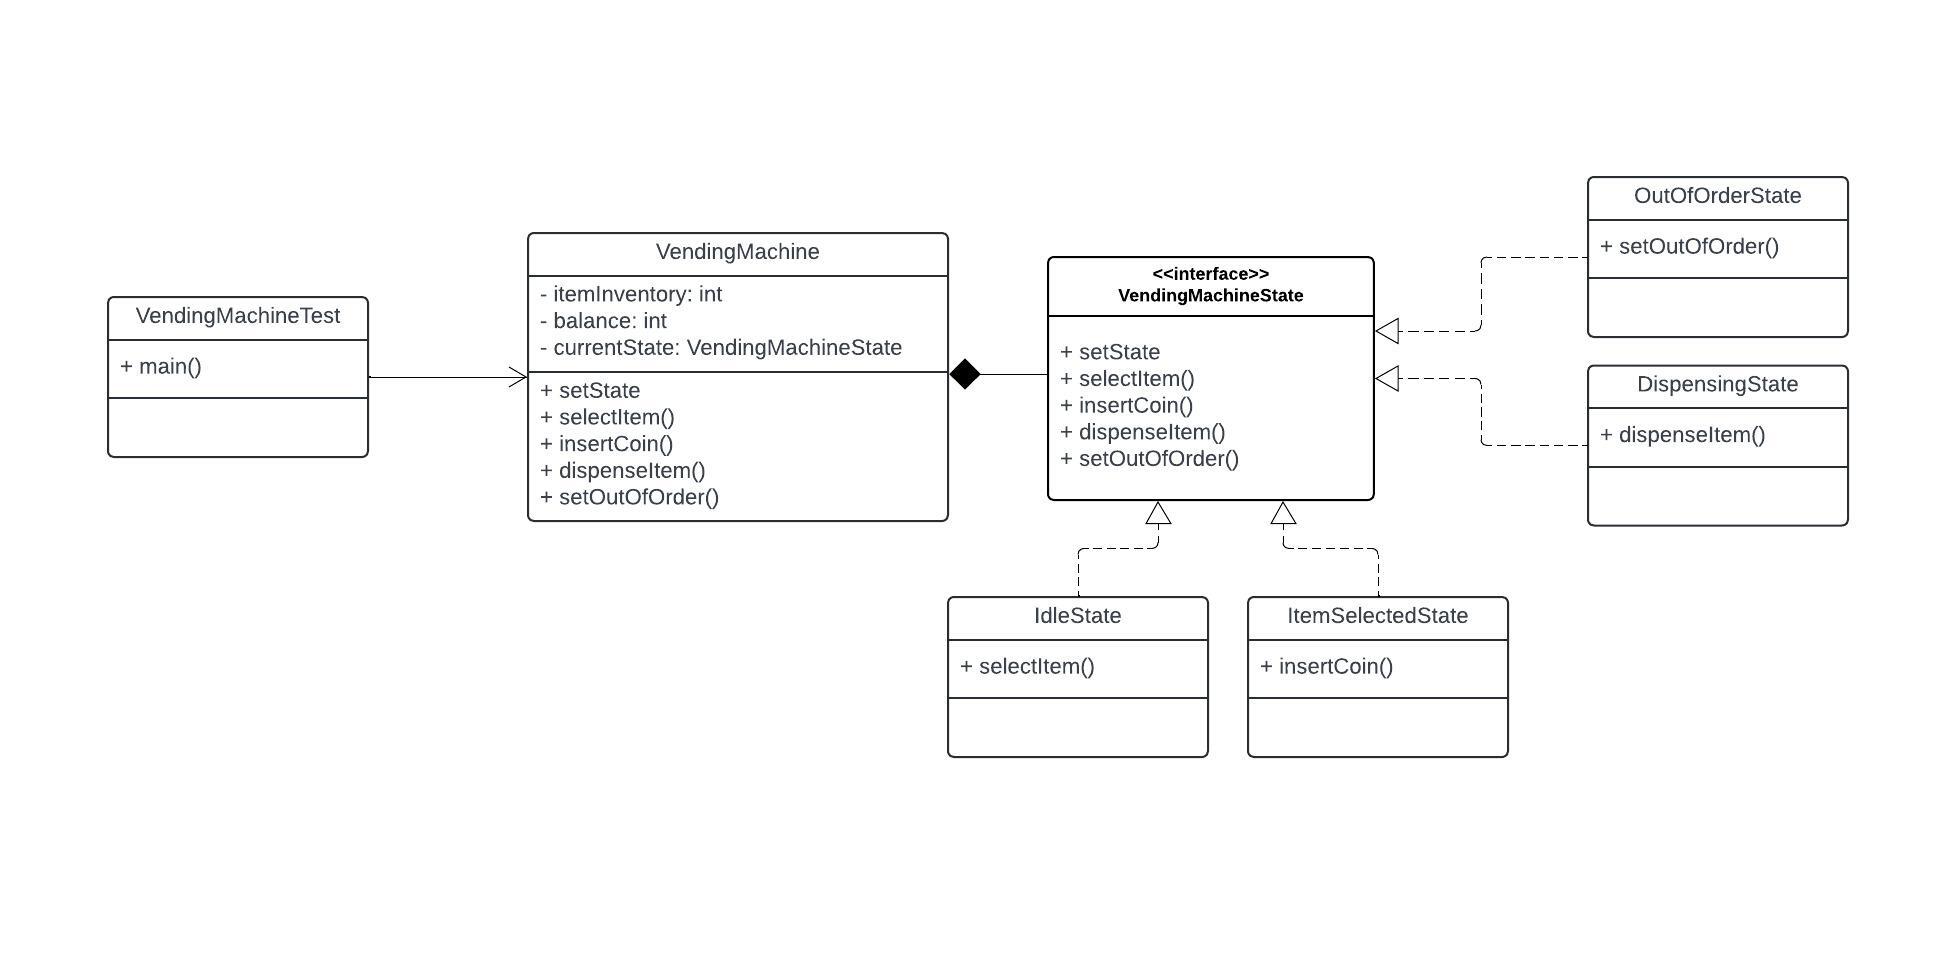 VendingMachineTest
+ main()
VendingMachine
- itemInventory: int
- balance: int
- currentState: VendingMachineState
+ setState
+ selectItem()
+ insertCoin()
+ dispenseItem()
+ setOutOfOrder()
<<interface>>
VendingMachineState
+ setState
+ selectItem()
+ insertCoin()
+ dispenseItem()
+ setOutOfOrder()
OutOfOrderState
+ setOutOfOrder()
DispensingState
+ dispenseItem()
IdleState
+ selectItem()
ItemSelectedState
+ insertCoin()